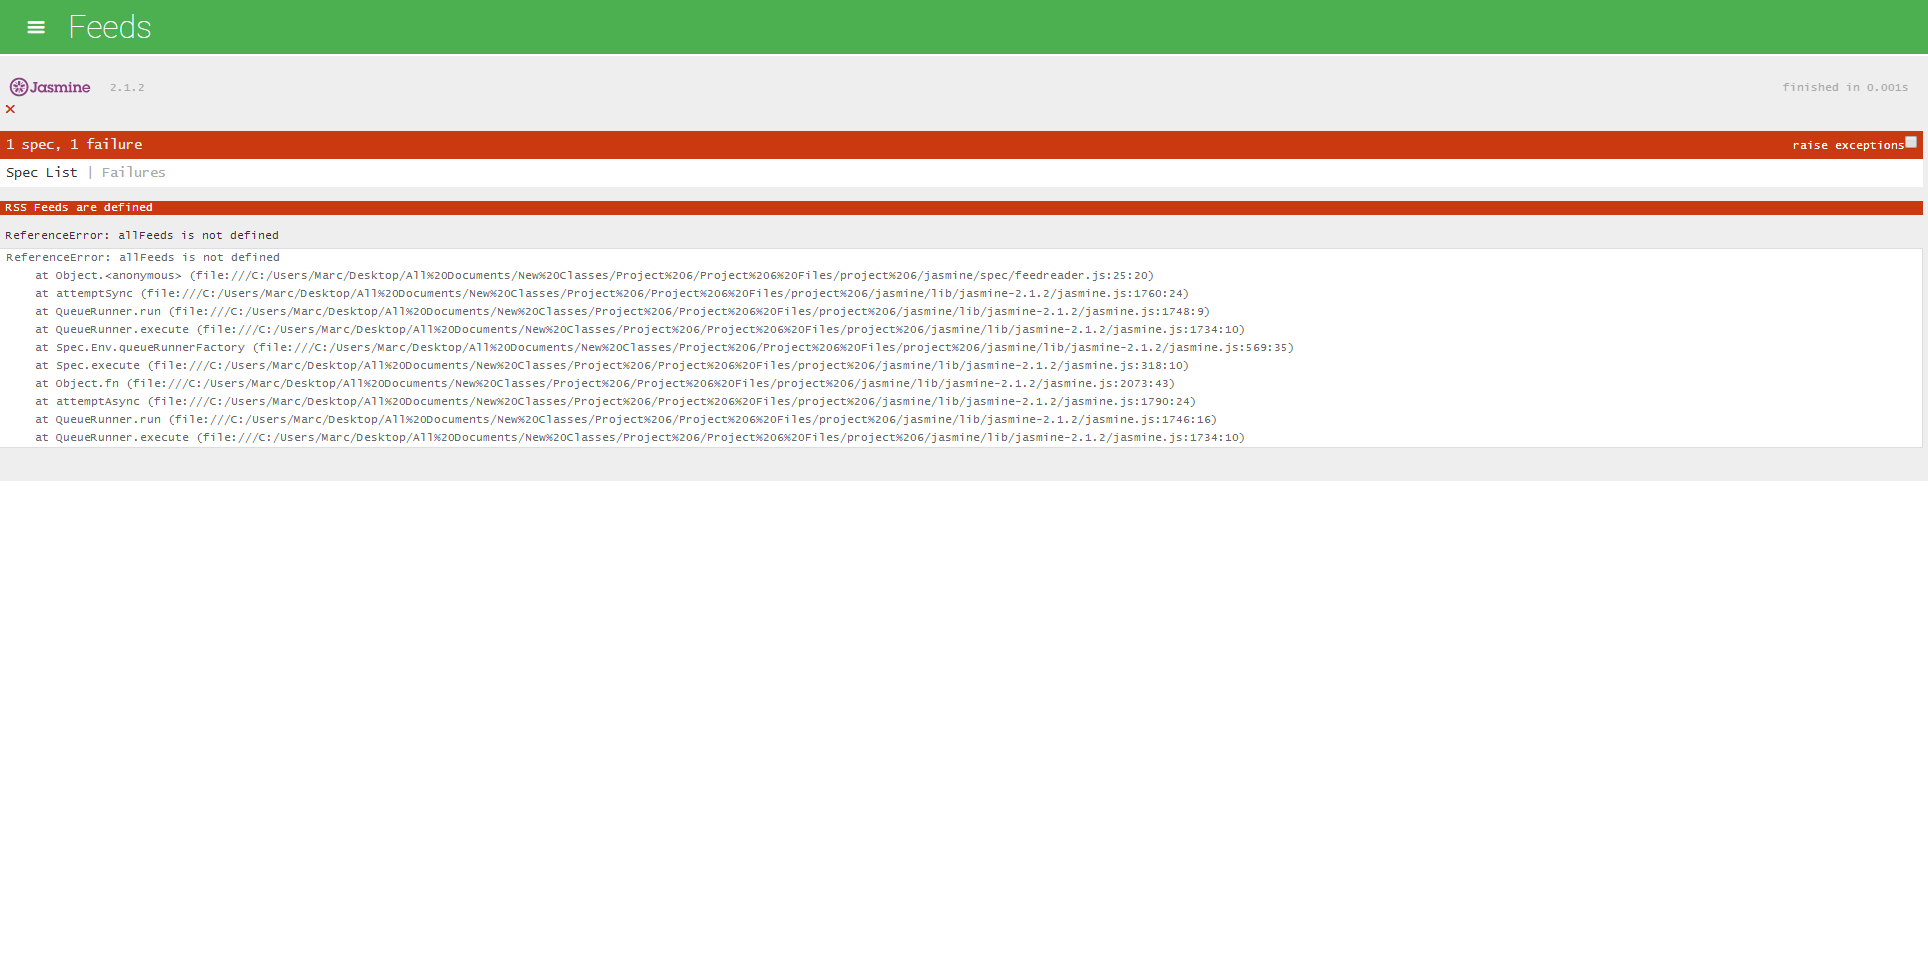 Feeds
Jasmine 2.1.2 finished in 0.001s
×
1 spec, 1 failure raise exceptions
Spec List | Failures
RSS Feeds are defined
ReferenceError: allFeeds is not defined
ReferenceError: allFeeds is not defined
at Object.<anonymous> (file:///C:/Users/Marc/Desktop/All%20Documents/New%20Classes/Project%206/Project%206%20Files/project%206/jasmine/spec/feedreader.js:25:20)
at attemptSync (file:///C:/Users/Marc/Desktop/All%20Documents/New%20Classes/Project%206/Project%206%20Files/project%206/jasmine/lib/jasmine-2.1.2/jasmine.js:1760:24)
at QueueRunner.run (file:///C:/Users/Marc/Desktop/All%20Documents/New%20Classes/Project%206/Project%206%20Files/project%206/jasmine/lib/jasmine-2.1.2/jasmine.js:1748:9)
at QueueRunner.execute (file:///C:/Users/Marc/Desktop/All%20Documents/New%20Classes/Project%206/Project%206%20Files/project%206/jasmine/lib/jasmine-2.1.2/jasmine.js:1734:10)
at Spec.Env.queueRunnerFactory (file:///C:/Users/Marc/Desktop/All%20Documents/New%20Classes/Project%206/Project%206%20Files/project%206/jasmine/lib/jasmine-2.1.2/jasmine.js:569:35)
at Spec.execute (file:///C:/Users/Marc/Desktop/All%20Documents/New%20Classes/Project%206/Project%206%20Files/project%206/jasmine/lib/jasmine-2.1.2/jasmine.js:318:10)
at Object.fn (file:///C:/Users/Marc/Desktop/All%20Documents/New%20Classes/Project%206/Project%206%20Files/project%206/jasmine/lib/jasmine-2.1.2/jasmine.js:2073:43)
at attemptAsync (file:///C:/Users/Marc/Desktop/All%20Documents/New%20Classes/Project%206/Project%206%20Files/project%206/jasmine/lib/jasmine-2.1.2/jasmine.js:1790:24)
at QueueRunner.run (file:///C:/Users/Marc/Desktop/All%20Documents/New%20Classes/Project%206/Project%206%20Files/project%206/jasmine/lib/jasmine-2.1.2/jasmine.js:1746:16)
at QueueRunner.execute (file:///C:/Users/Marc/Desktop/All%20Documents/New%20Classes/Project%206/Project%206%20Files/project%206/jasmine/lib/jasmine-2.1.2/jasmine.js:1734:10)